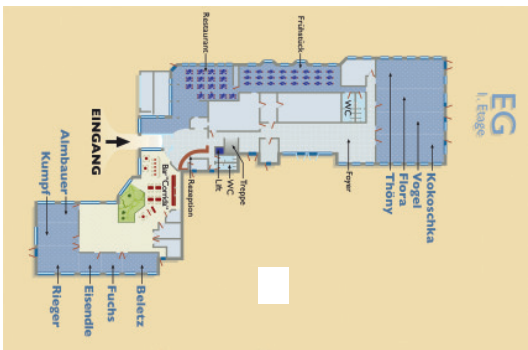 Restaurant
Frühstück
EG
1. Etage
WC
EINGANG
Bar "Corrida"
Rezeption
Lift
WC
Treppe
Foyer
Thöny
Flora
Vogel
Kokoschka
Almbauer
Kumpf
Rieger
Eisendle
Fuchs
Beletz